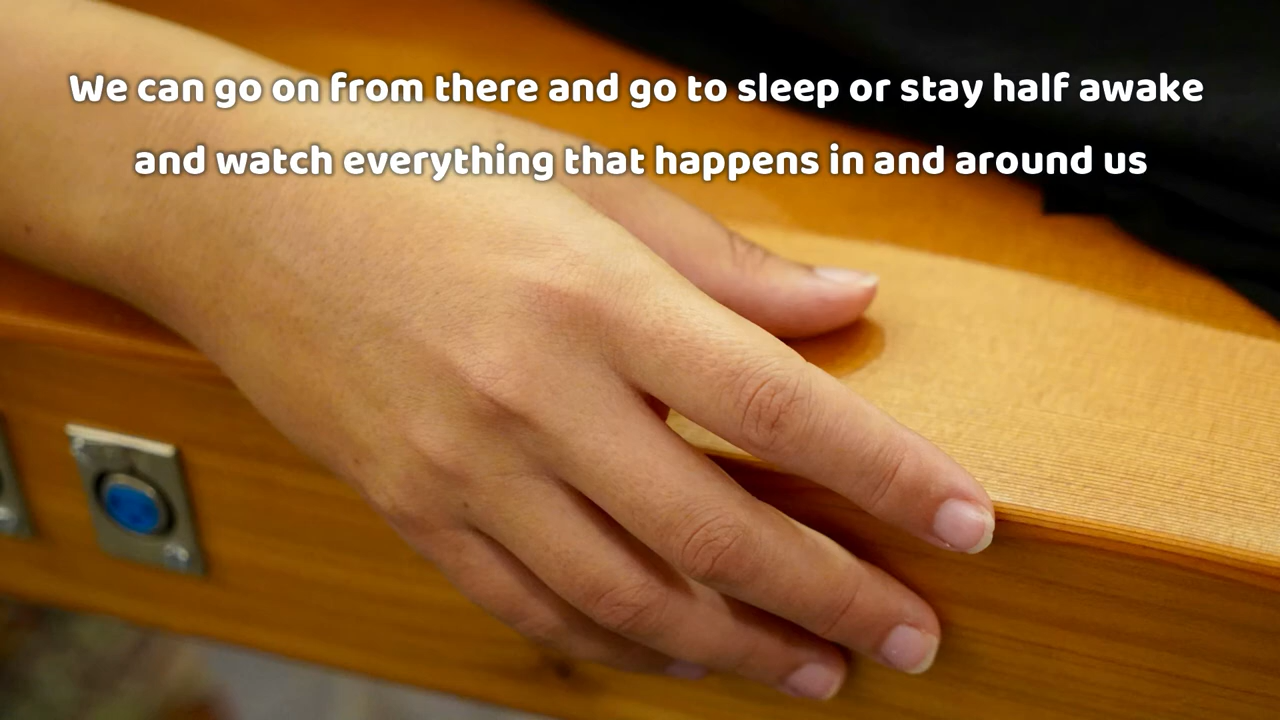 We can go on from there and go to sleep or stay half awake
and watch everything that happens in and around us